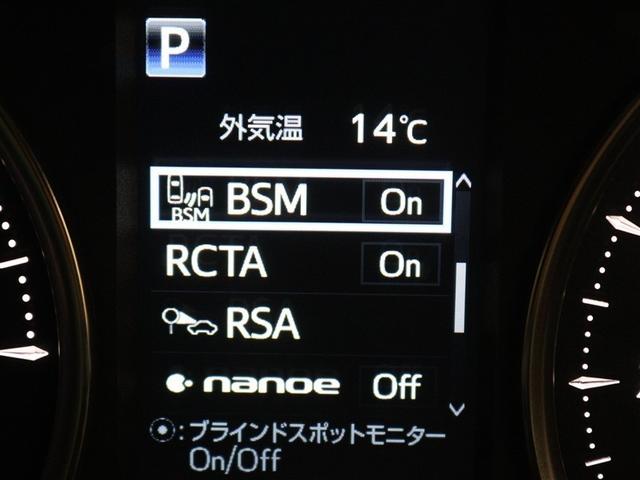 P
外気温 14℃
BSM BSM On
RCTA On
RSA
nanoe Off
:ブラインドスポットモニター
On/Off